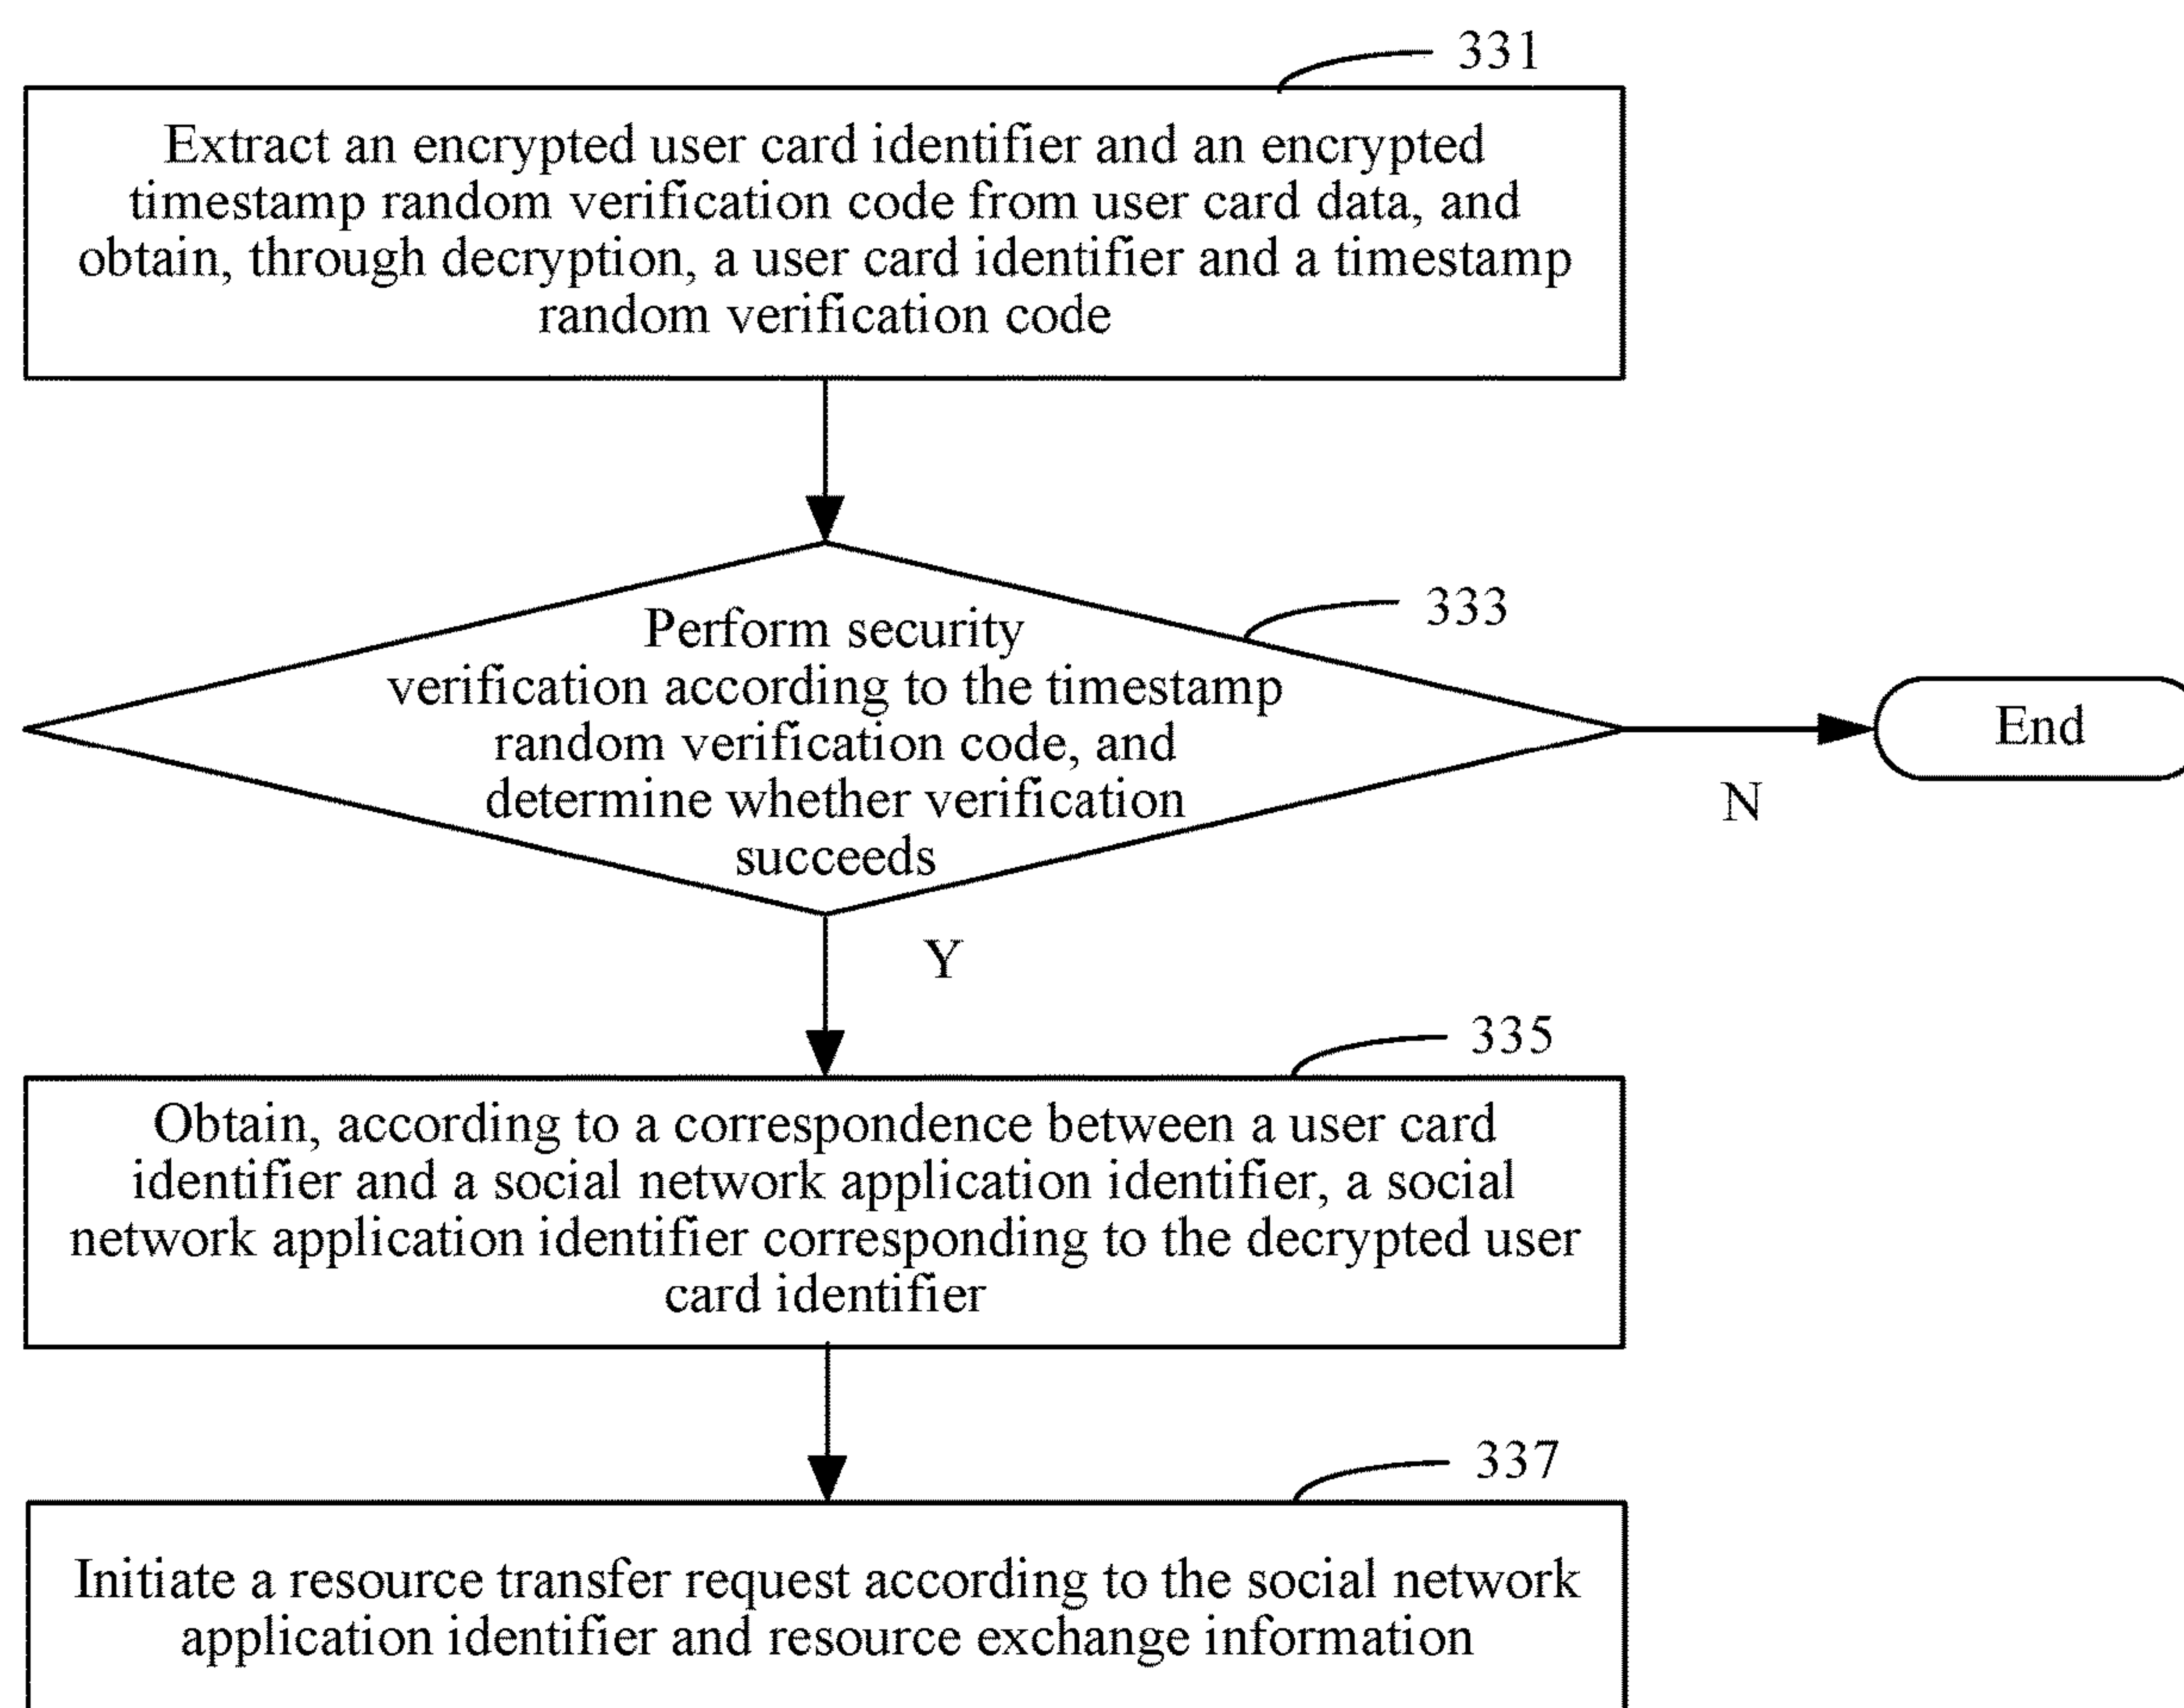 331
Extract an encrypted user card identifier and an encrypted
timestamp random verification code from user card data, and
obtain, through decryption, a user card identifier and a timestamp
random verification code
333
Perform security
verification according to the timestamp
random verification code, and
determine whether verification
succeeds
End
N
Y
335
Obtain, according to a correspondence between a user card
identifier and a social network application identifier, a social
network application identifier corresponding to the decrypted user
card identifier
337
Initiate a resource transfer request according to the social network
application identifier and resource exchange information